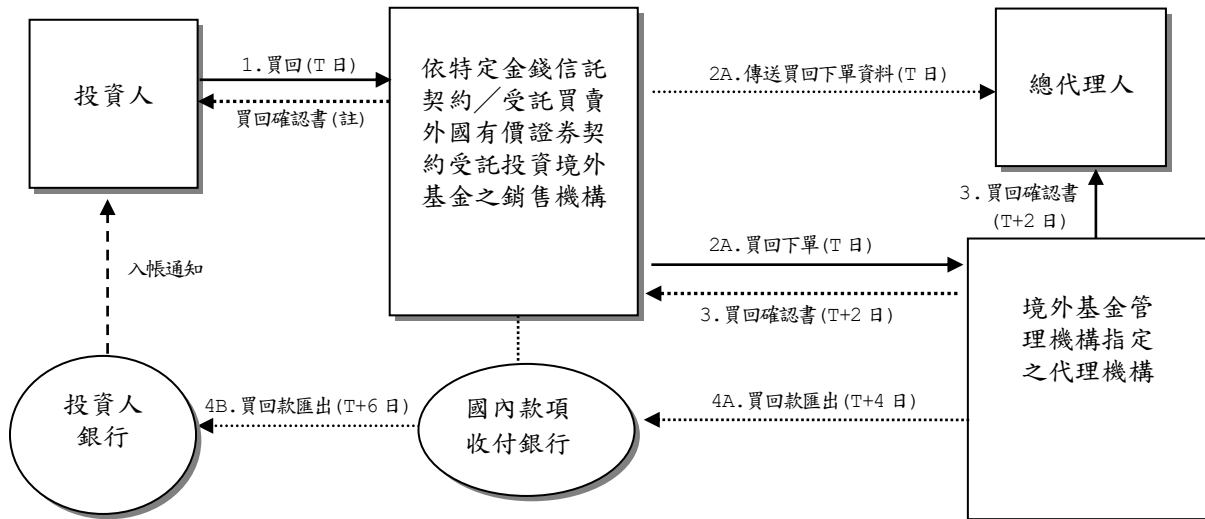 投資人
1.買回(T 日)
買回確認書(註)
依特定金錢信託
契約／受託買賣
外國有價證券契
約受託投資境外
基金之銷售機構
2A.傳送買回下單資料(T 日)
總代理人
3.買回確認書
(T+2 日)
2A.買回下單(T 日)
3.買回確認書(T+2 日)
入帳通知
境外基金管
理機構指定
之代理機構
投資人
銀行
4B.買回款匯出(T+6 日)
國內款項
收付銀行
4A.買回款匯出(T+4 日)